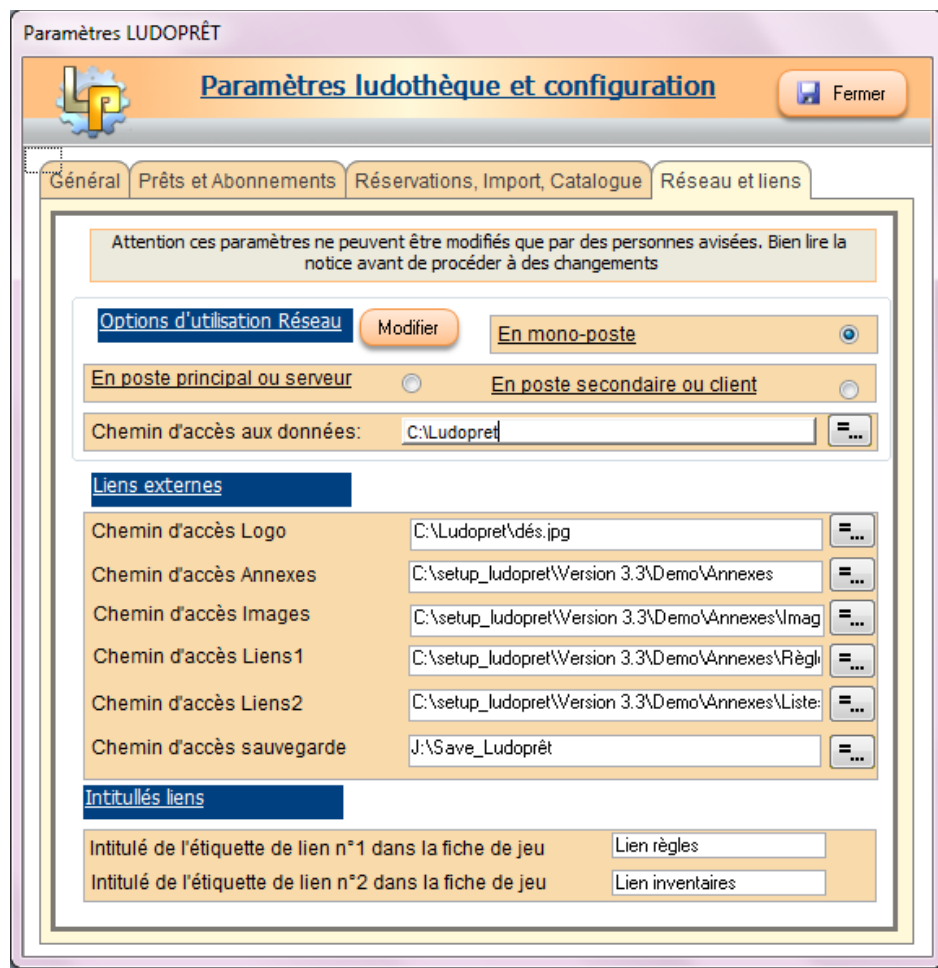 Paramètres LUDOPRÊT
LP
Paramètres ludothèque et configuration
Fermer
Général Prêts et Abonnements Réservations, Import, Catalogue Réseau et liens
Attention ces paramètres ne peuvent être modifiés que par des personnes avisées. Bien lire la
notice avant de procéder à des changements
Options d'utilisation Réseau Modifier En mono-poste
En poste principal ou serveur En poste secondaire ou client
Chemin d'accès aux données: C:\Ludopret =...
Liens externes
Chemin d'accès Logo C:\Ludopret\dés.jpg =...
Chemin d'accès Annexes C:\setup_ludopret\Version 3.3\Demo\Annexes =...
Chemin d'accès Images C:\setup_ludopret\Version 3.3\Demo\Annexes\Imag =...
Chemin d'accès Liens1 C:\setup_ludopret\Version 3.3\Demo\Annexes\Règl =...
Chemin d'accès Liens2 C:\setup_ludopret\Version 3.3\Demo\Annexes\Liste =...
Chemin d'accès sauvegarde J:\Save_Ludoprêt =...
Intitullés liens
Intitulé de l'étiquette de lien n°1 dans la fiche de jeu Lien règles
Intitulé de l'étiquette de lien n°2 dans la fiche de jeu Lien inventaires